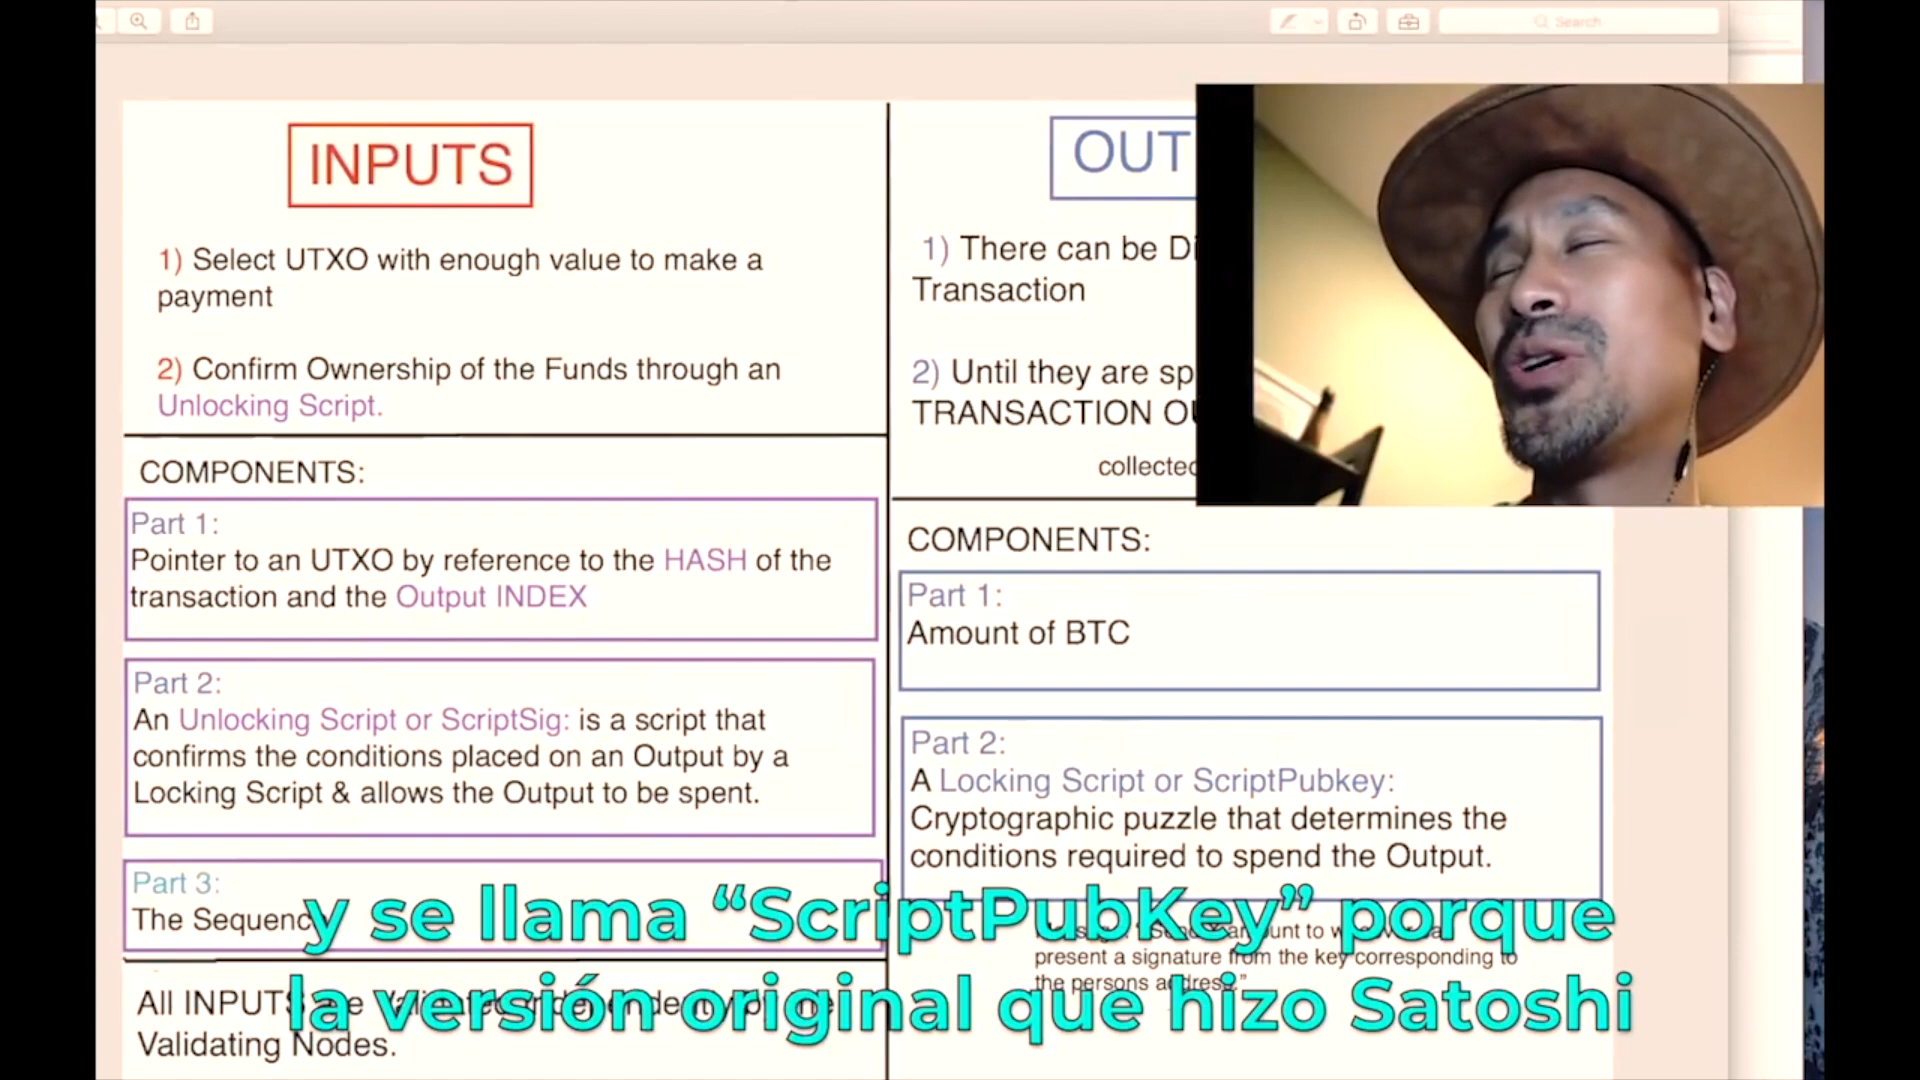 Search
INPUTS
1) Select UTXO with enough value to make a
payment
2) Confirm Ownership of the Funds through an
Unlocking Script.
COMPONENTS:
Part 1:
Pointer to an UTXO by reference to the HASH of the
transaction and the Output INDEX
Part 2:
An Unlocking Script or ScriptSig: is a script that
confirms the conditions placed on an Output by a
Locking Script & allows the Output to be spent.
Part 3:
The Sequenc
All INPUTS
Validating Nodes.
OUT
1) There can be Di
Transaction
2) Until they are sp
TRANSACTION OU
collected
COMPONENTS:
Part 1:
Amount of BTC
Part 2:
A Locking Script or ScriptPubkey:
Cryptographic puzzle that determines the
conditions required to spend the Output.
present a signature from the key corresponding to
the persons address."
y se llama “ScriptPubKey” porque
la versión original que hizo Satoshi